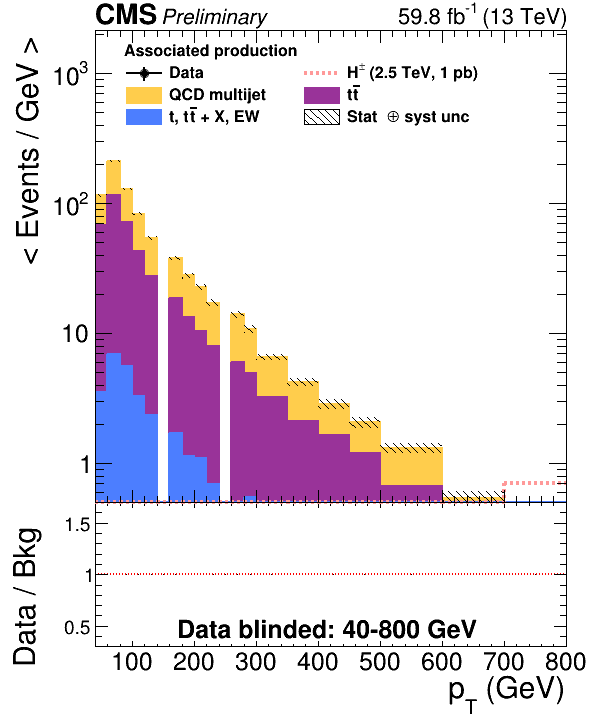 CMS Preliminary 59.8 fb⁻¹ (13 TeV)
Associated production
Data
H± (2.5 TeV, 1 pb)
QCD multijet
tt̄
t, tt̄ + X, EW
Stat ⊕ syst unc
< Events / GeV >
10³
10²
10
1
Data / Bkg
1.5
1
0.5
Data blinded: 40-800 GeV
100 200 300 400 500 600 700 800
p_T (GeV)